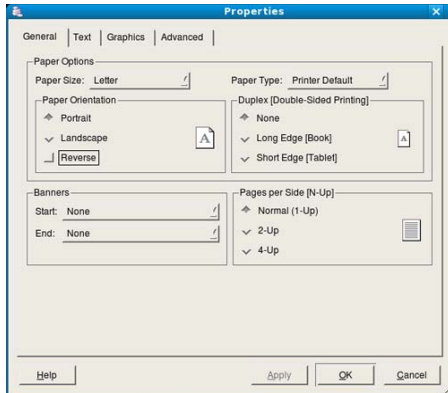 Properties
General Text Graphics Advanced
Paper Options
Paper Size: Letter Paper Type: Printer Default
Paper Orientation
Portrait
Landscape
Reverse
A
Duplex [Double-Sided Printing]
None
Long Edge [Book]
Short Edge [Tablet]
A
Banners
Start: None
End: None
Pages per Side [N-Up]
Normal (1-Up)
2-Up
4-Up
Help Apply OK Cancel